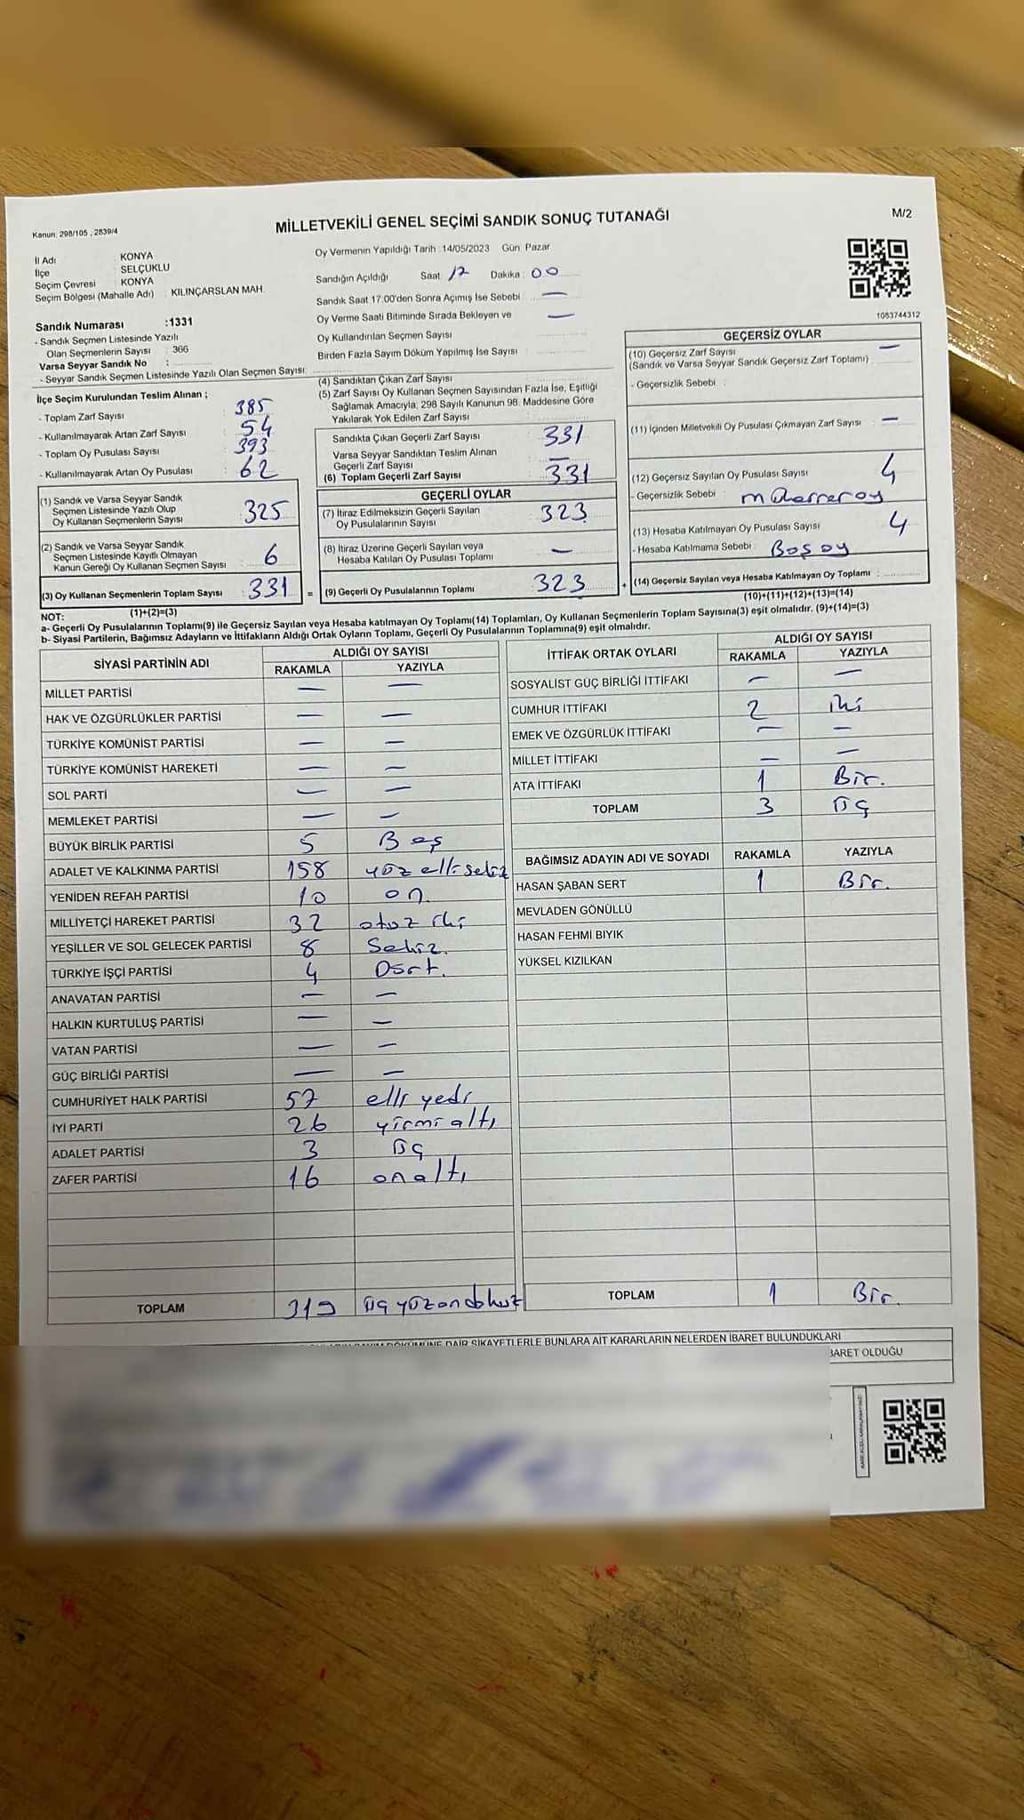 MİLLETVEKİLİ GENEL SEÇİMİ SANDIK SONUÇ TUTANAĞI
M/2
Kanun: 298/105 , 2839/4
İl Adı KONYA
İlçe SELÇUKLU
Seçim Çevresi KONYA
Seçim Bölgesi (Mahalle Adı) : KILINÇARSLAN MAH.
Sandık Numarası :1331
- Sandık Seçmen Listesinde Yazılı
Olan Seçmenlerin Sayısı : 366
Varsa Seyyar Sandık No :
- Seyyar Sandık Seçmen Listesinde Yazılı Olan Seçmen Sayısı :
Oy Vermenin Yapıldığı Tarih :14/05/2023 Gün: Pazar
Sandığın Açıldığı Saat: 17 Dakika : 00
Sandık Saat 17.00'den Sonra Açımış İse Sebebi : —
Oy Verme Saati Bitiminde Sırada Bekleyen ve —
Oy Kullandırılan Seçmen Sayısı
Birden Fazla Sayım Döküm Yapılmış İse Sayısı
1053744312
İlçe Seçim Kurulundan Teslim Alınan ;
- Toplam Zarf Sayısı : 385
- Kullanılmayarak Artan Zarf Sayısı : 54
- Toplam Oy Pusulası Sayısı : 393
- Kullanılmayarak Artan Oy Pusulası : 62
(1) Sandık ve Varsa Seyyar Sandık
Seçmen Listesinde Yazılı Olup
Oy Kullanan Seçmenlerin Sayısı : 325
(2) Sandık ve Varsa Seyyar Sandık
Seçmen Listesinde Kayıtlı Olmayan
Kanun Gereği Oy Kullanan Seçmen Sayısı : 6
(3) Oy Kullanan Seçmenlerin Toplam Sayısı : 331
(1)+(2)=(3)
(4) Sandıktan Çıkan Zarf Sayısı
(5) Zarf Sayısı Oy Kullanan Seçmen Sayısından Fazla İse, Eşitliği
Sağlamak Amacıyla; 298 Sayılı Kanunun 98. Maddesine Göre
Yakılarak Yok Edilen Zarf Sayısı
Sandıkta Çıkan Geçerli Zarf Sayısı : 331
Varsa Seyyar Sandıktan Teslim Alınan
Geçerli Zarf Sayısı : —
(6) Toplam Geçerli Zarf Sayısı : 331
GEÇERLİ OYLAR
(7) İtiraz Edilmeksizin Geçerli Sayılan
Oy Pusulalarının Sayısı : 323
(8) İtiraz Üzerine Geçerli Sayılan veya
Hesaba Katılan Oy Pusulası Toplamı : —
= (9) Geçerli Oy Pusulalarının Toplamı : 323 +
GEÇERSİZ OYLAR
(10) Geçersiz Zarf Sayısı : —
(Sandık ve Varsa Seyyar Sandık Geçersiz Zarf Toplamı)
- Geçersizlik Sebebi :
(11) İçinden Milletvekili Oy Pusulası Çıkmayan Zarf Sayısı : —
(12) Geçersiz Sayılan Oy Pusulası Sayısı : 4
- Geçersizlik Sebebi :
(13) Hesaba Katılmayan Oy Pusulası Sayısı : 4
- Hesaba Katılmama Sebebi : Boş oy
(14) Geçersiz Sayılan veya Hesaba Katılmayan Oy Toplamı :
(10)+(11)+(12)+(13)=(14)
NOT:
a- Geçerli Oy Pusulalarının Toplamı(9) ile Geçersiz Sayılan veya Hesaba katılmayan Oy Toplamı(14) Toplamları, Oy Kullanan Seçmenlerin Toplam Sayısına(3) eşit olmalıdır. (9)+(14)=(3)
b- Siyasi Partilerin, Bağımsız Adayların ve İttifakların Aldığı Ortak Oyların Toplamı, Geçerli Oy Pusulalarının Toplamına(9) eşit olmalıdır.
SİYASİ PARTİNİN ADI ALDIĞI OY SAYISI
RAKAMLA YAZIYLA
MİLLET PARTİSİ — —
HAK VE ÖZGÜRLÜKLER PARTİSİ — —
TÜRKİYE KOMÜNİST PARTİSİ — —
TÜRKİYE KOMÜNİST HAREKETİ — —
SOL PARTİ — —
MEMLEKET PARTİSİ — —
BÜYÜK BİRLİK PARTİSİ 5 Beş
ADALET VE KALKINMA PARTİSİ 158 yüz elli sekiz
YENİDEN REFAH PARTİSİ 10 on
MİLLİYETÇİ HAREKET PARTİSİ 32 otuz iki
YEŞİLLER VE SOL GELECEK PARTİSİ 8 Sekiz.
TÜRKİYE İŞÇİ PARTİSİ 4 Dört.
ANAVATAN PARTİSİ — —
HALKIN KURTULUŞ PARTİSİ — —
VATAN PARTİSİ — —
GÜÇ BİRLİĞİ PARTİSİ — —
CUMHURİYET HALK PARTİSİ 57 elli yedi
İYİ PARTİ 26 yirmi altı
ADALET PARTİSİ 3 üç
ZAFER PARTİSİ 16 on altı
TOPLAM 319 üç yüz on dokuz
İTTİFAK ORTAK OYLARI ALDIĞI OY SAYISI
RAKAMLA YAZIYLA
SOSYALİST GÜÇ BİRLİĞİ İTTİFAKI — —
CUMHUR İTTİFAKI 2 iki
EMEK VE ÖZGÜRLÜK İTTİFAKI — —
MİLLET İTTİFAKI — —
ATA İTTİFAKI 1 Bir.
TOPLAM 3 üç
BAĞIMSIZ ADAYIN ADI VE SOYADI RAKAMLA YAZIYLA
HASAN ŞABAN SERT 1 Bir.
MEVLADEN GÖNÜLLÜ
HASAN FEHMİ BIYIK
YÜKSEL KIZILKAN
TOPLAM 1 Bir.
DÖKÜMÜNE DAİR ŞİKAYETLERLE BUNLARA AİT KARARLARIN NELERDEN İBARET BULUNDUKLARI
BARET OLDUĞU